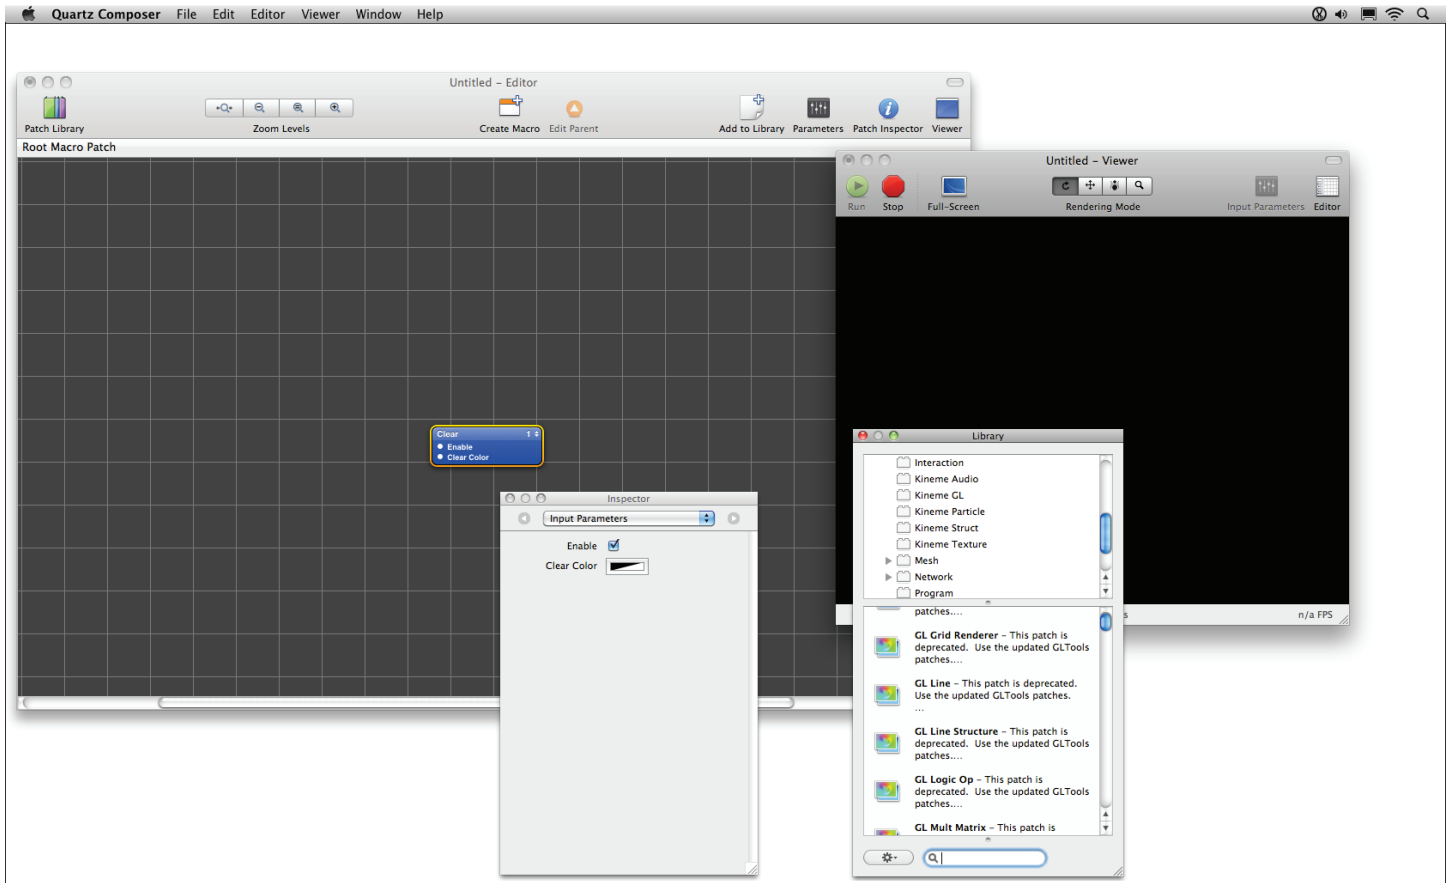 Quartz Composer File Edit Editor Viewer Window Help
Untitled – Editor
Patch Library
Zoom Levels
Create Macro Edit Parent
Add to Library Parameters Patch Inspector Viewer
Root Macro Patch
Clear 1
Enable
Clear Color
Untitled – Viewer
Run Stop Full-Screen Rendering Mode Input Parameters Editor
s
n/a FPS
Inspector
Input Parameters
Enable
Clear Color
Library
Interaction
Kineme Audio
Kineme GL
Kineme Particle
Kineme Struct
Kineme Texture
Mesh
Network
Program
patches....
GL Grid Renderer – This patch is
deprecated. Use the updated GLTools
patches....
GL Line – This patch is deprecated.
Use the updated GLTools patches.
...
GL Line Structure – This patch is
deprecated. Use the updated GLTools
patches....
GL Logic Op – This patch is
deprecated. Use the updated GLTools
patches....
GL Mult Matrix – This patch is